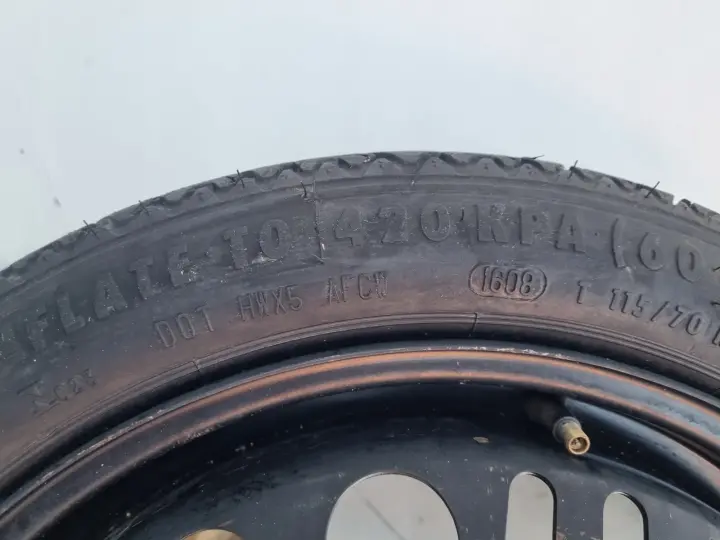 INFLATE TO 420 KPA (60
DOT HWX5 AFCW 1608 T 115/70